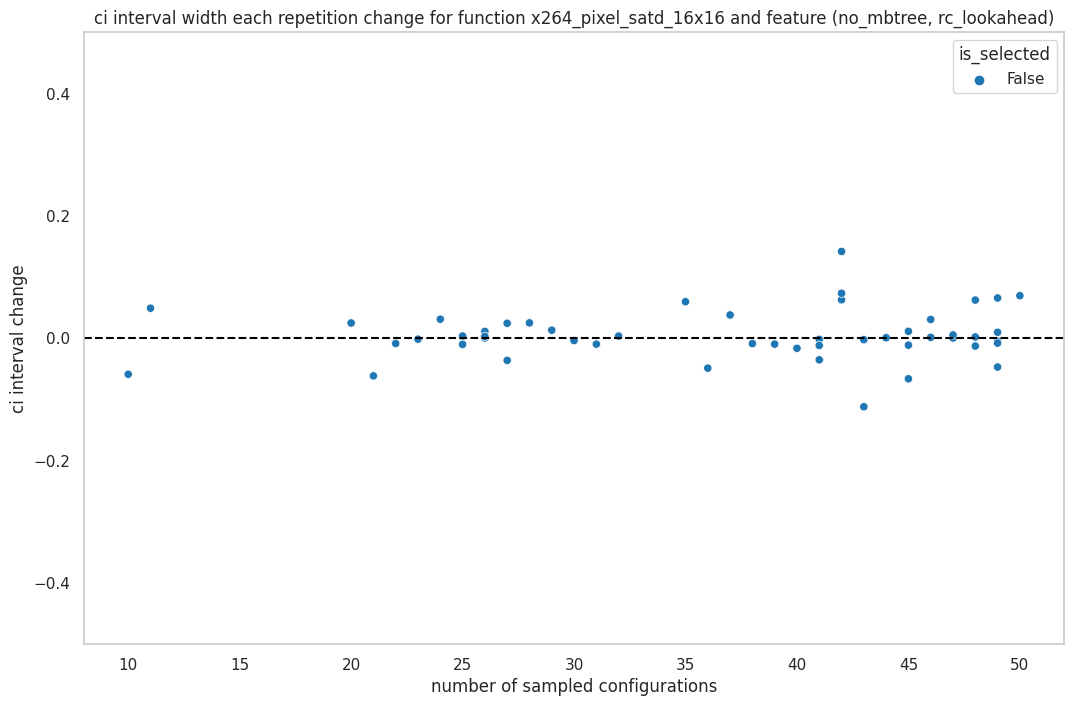 ci interval width each repetition change for function x264_pixel_satd_16x16 and feature (no_mbtree, rc_lookahead)
is_selected
False
ci interval change
0.4
0.2
0.0
−0.2
−0.4
10 15 20 25 30 35 40 45 50
number of sampled configurations